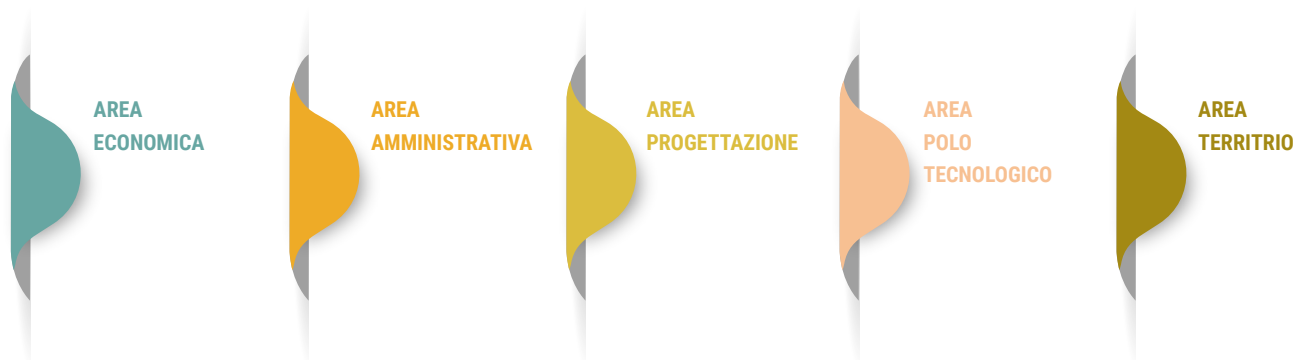 AREA
ECONOMICA
AREA
AMMINISTRATIVA
AREA
PROGETTAZIONE
AREA
POLO
TECNOLOGICO
AREA
TERRITRIO